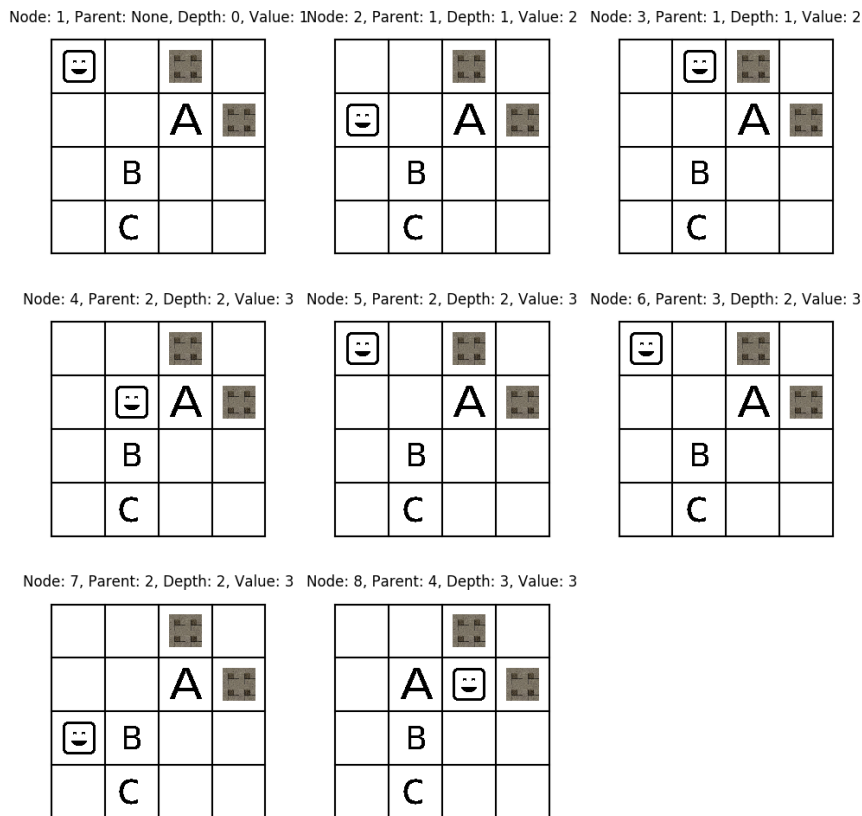 Node: 1, Parent: None, Depth: 0, Value: 1
Node: 2, Parent: 1, Depth: 1, Value: 2
Node: 3, Parent: 1, Depth: 1, Value: 2
A
A
A
B
B
B
C
C
C
Node: 4, Parent: 2, Depth: 2, Value: 3
Node: 5, Parent: 2, Depth: 2, Value: 3
Node: 6, Parent: 3, Depth: 2, Value: 3
A
A
A
B
B
B
C
C
C
Node: 7, Parent: 2, Depth: 2, Value: 3
Node: 8, Parent: 4, Depth: 3, Value: 3
A
A
B
B
C
C